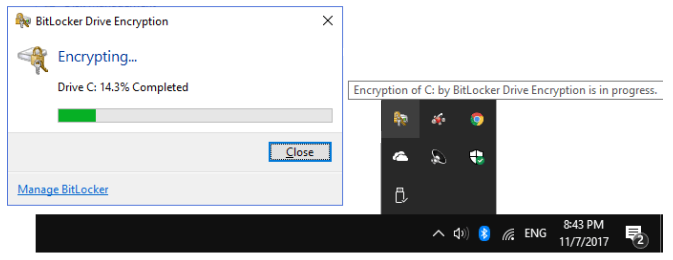 BitLocker Drive Encryption
Encrypting...
Drive C: 14.3% Completed
Close
Manage BitLocker
Encryption of C: by BitLocker Drive Encryption is in progress.
ENG
8:43 PM
11/7/2017
2